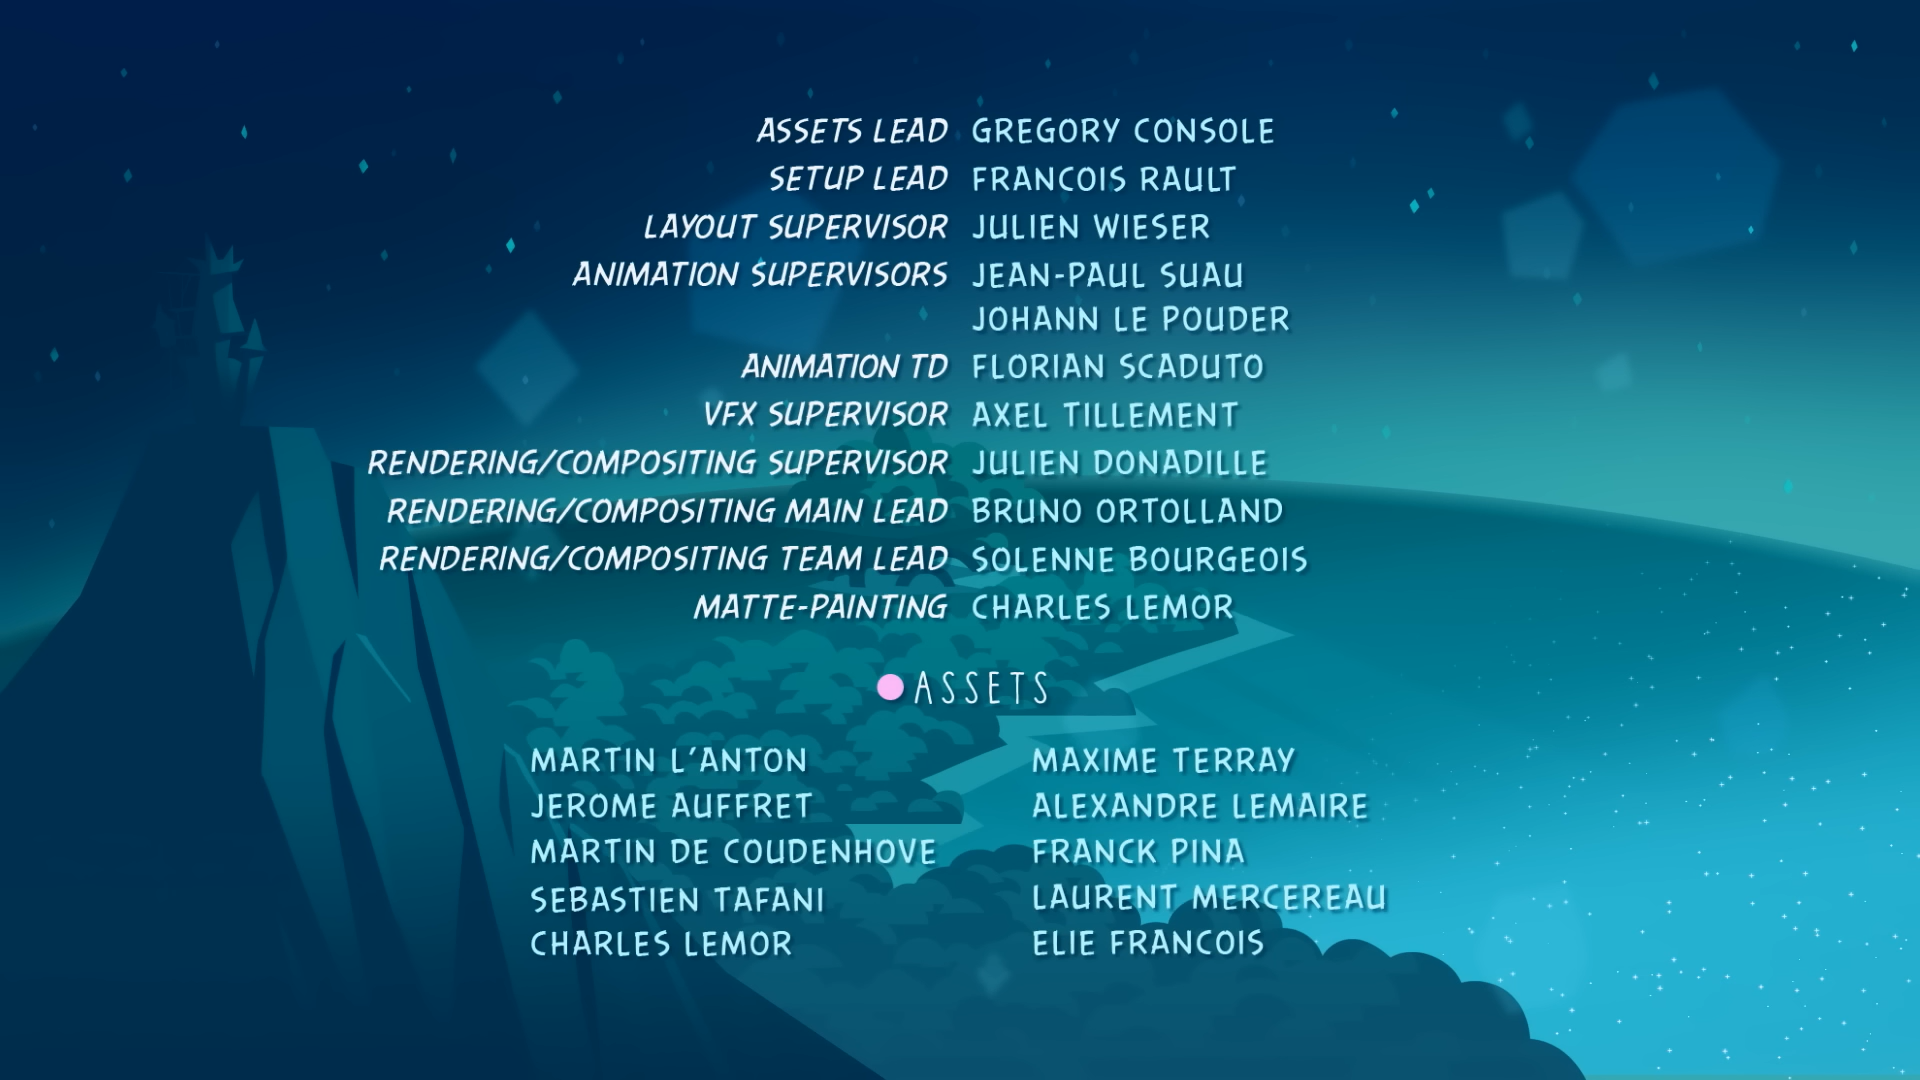 ASSETS LEAD GREGORY CONSOLE
SETUP LEAD FRANCOIS RAULT
LAYOUT SUPERVISOR JULIEN WIESER
ANIMATION SUPERVISORS JEAN-PAUL SUAU
JOHANN LE POUDER
ANIMATION TD FLORIAN SCADUTO
VFX SUPERVISOR AXEL TILLEMENT
RENDERING/COMPOSITING SUPERVISOR JULIEN DONADILLE
RENDERING/COMPOSITING MAIN LEAD BRUNO ORTOLLAND
RENDERING/COMPOSITING TEAM LEAD SOLENNE BOURGEOIS
MATTE-PAINTING CHARLES LEMOR
ASSETS
MARTIN L'ANTON
JEROME AUFFRET
MARTIN DE COUDENHOVE
SEBASTIEN TAFANI
CHARLES LEMOR
MAXIME TERRAY
ALEXANDRE LEMAIRE
FRANCK PINA
LAURENT MERCEREAU
ELIE FRANCOIS